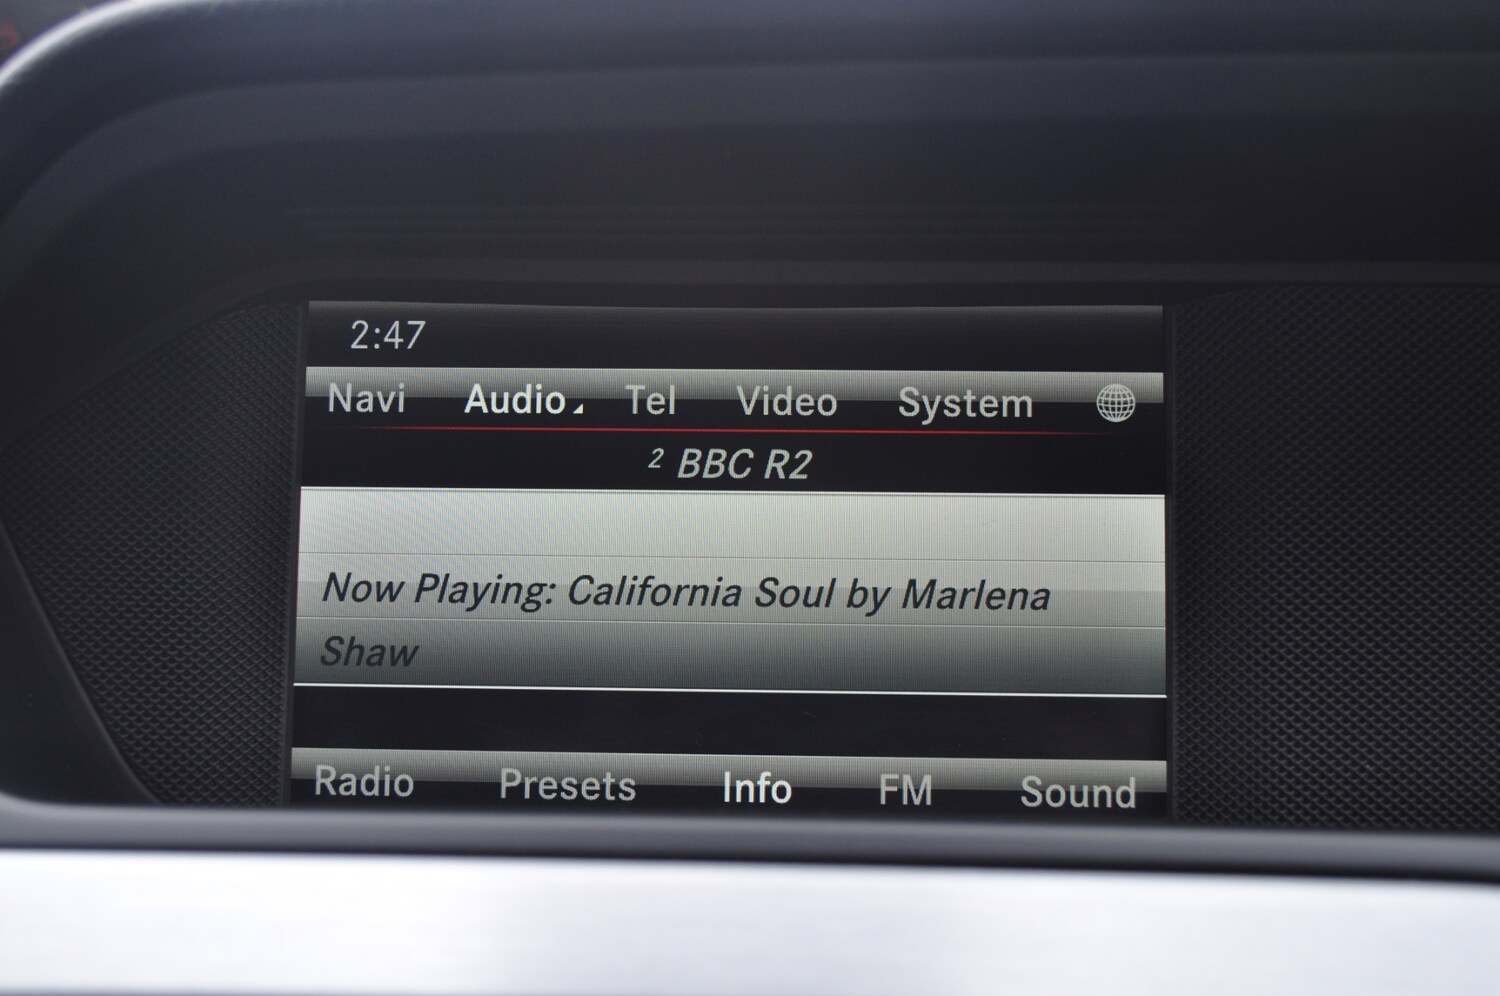 2:47
Navi Audio Tel Video System
2 BBC R2
Now Playing: California Soul by Marlena
Shaw
Radio Presets Info FM Sound